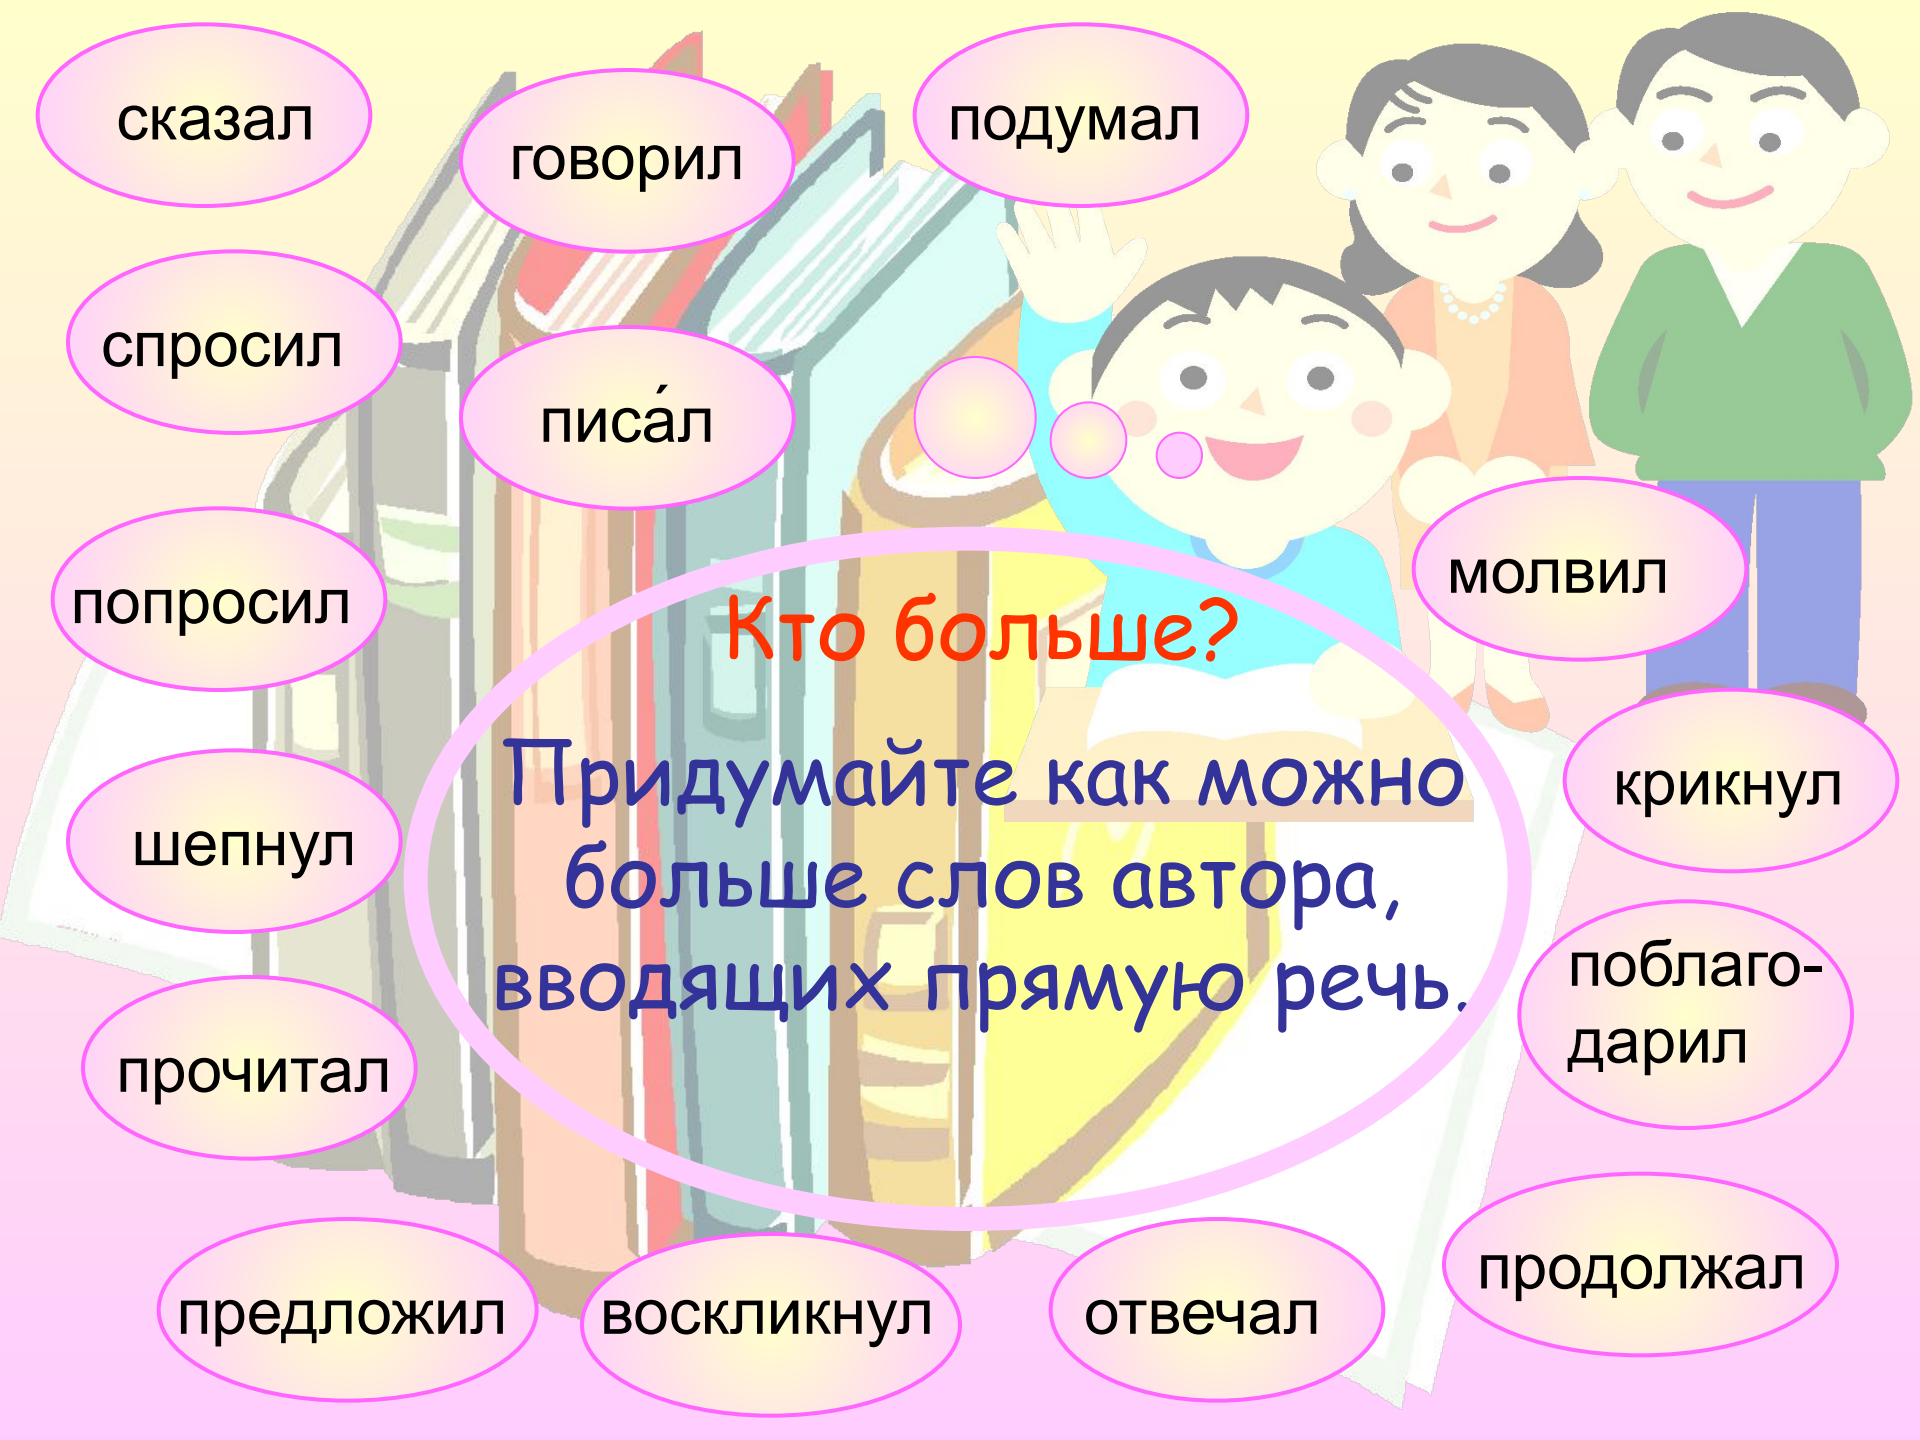 сказал
говорил
подумал
спросил
писа́л
попросил
молвил
Кто больше?
Придумайте как можно
больше слов автора,
вводящих прямую речь.
шепнул
крикнул
поблаго-
дарил
прочитал
продолжал
предложил
воскликнул
отвечал